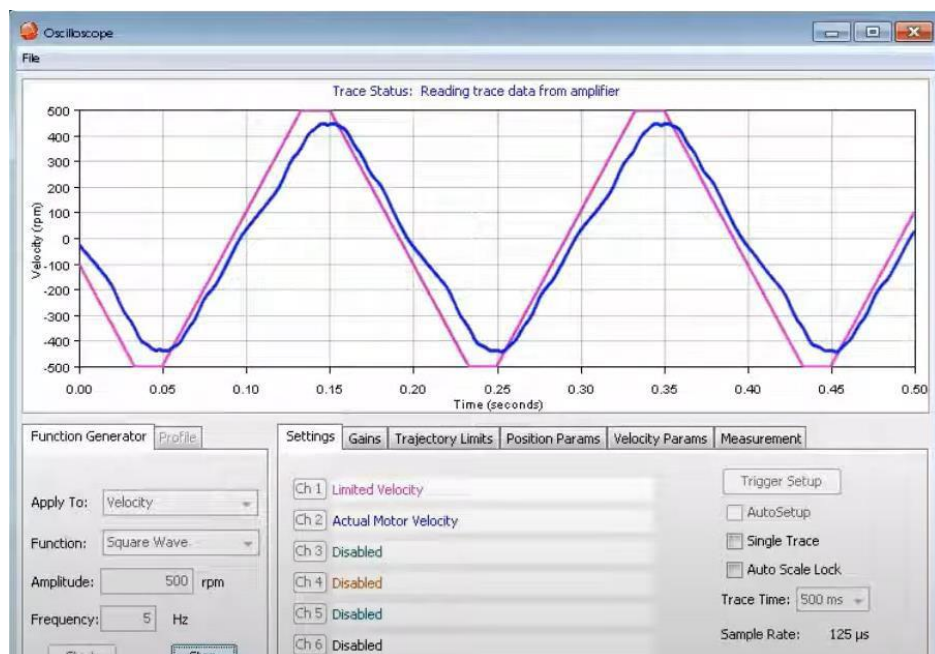 Oscilloscope
File
Trace Status: Reading trace data from amplifier
500
400
300
200
100
0
-100
-200
-300
-400
-500
Velocity (rpm)
0.00 0.05 0.10 0.15 0.20 0.25 0.30 0.35 0.40 0.45 0.50
Time (seconds)
Function Generator Profile
Apply To: Velocity
Function: Square Wave
Amplitude: 500 rpm
Frequency: 5 Hz
Settings Gains Trajectory Limits Position Params Velocity Params Measurement
Ch 1 Limited Velocity
Ch 2 Actual Motor Velocity
Ch 3 Disabled
Ch 4 Disabled
Ch 5 Disabled
Ch 6 Disabled
Trigger Setup
AutoSetup
Single Trace
Auto Scale Lock
Trace Time: 500 ms
Sample Rate: 125 µs